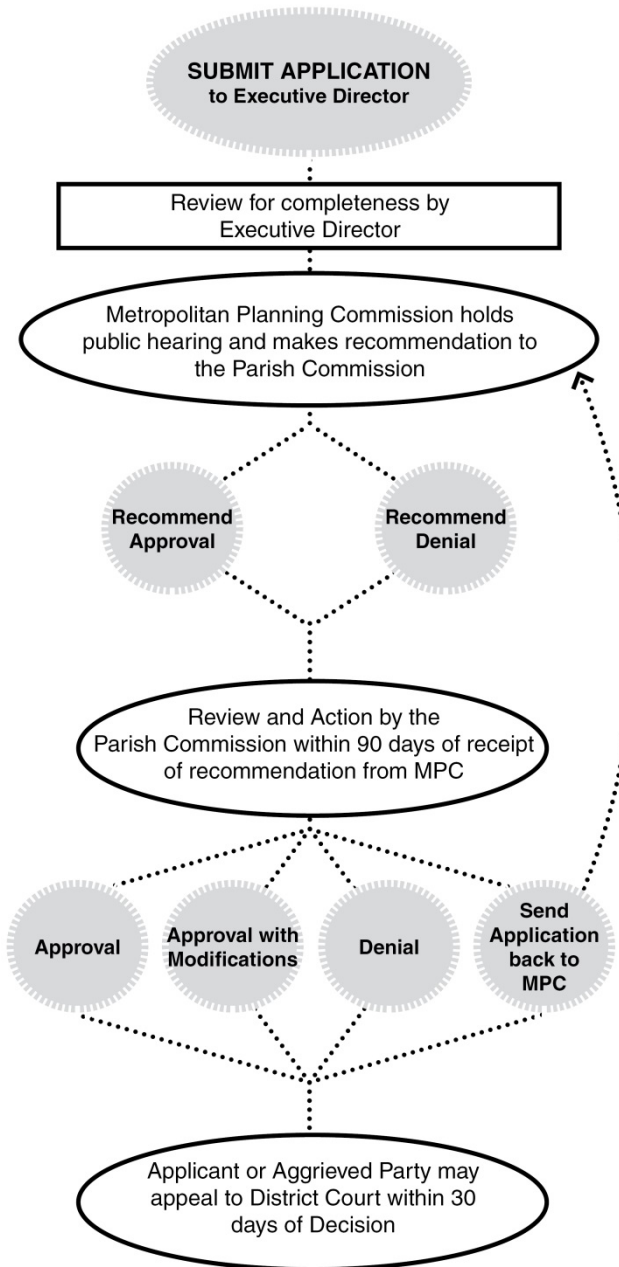 SUBMIT APPLICATION
to Executive Director
Review for completeness by
Executive Director
Metropolitan Planning Commission holds
public hearing and makes recommendation to
the Parish Commission
Recommend
Approval
Recommend
Denial
Review and Action by the
Parish Commission within 90 days of receipt
of recommendation from MPC
Approval
Approval with
Modifications
Denial
Send
Application
back to
MPC
Applicant or Aggrieved Party may
appeal to District Court within 30
days of Decision